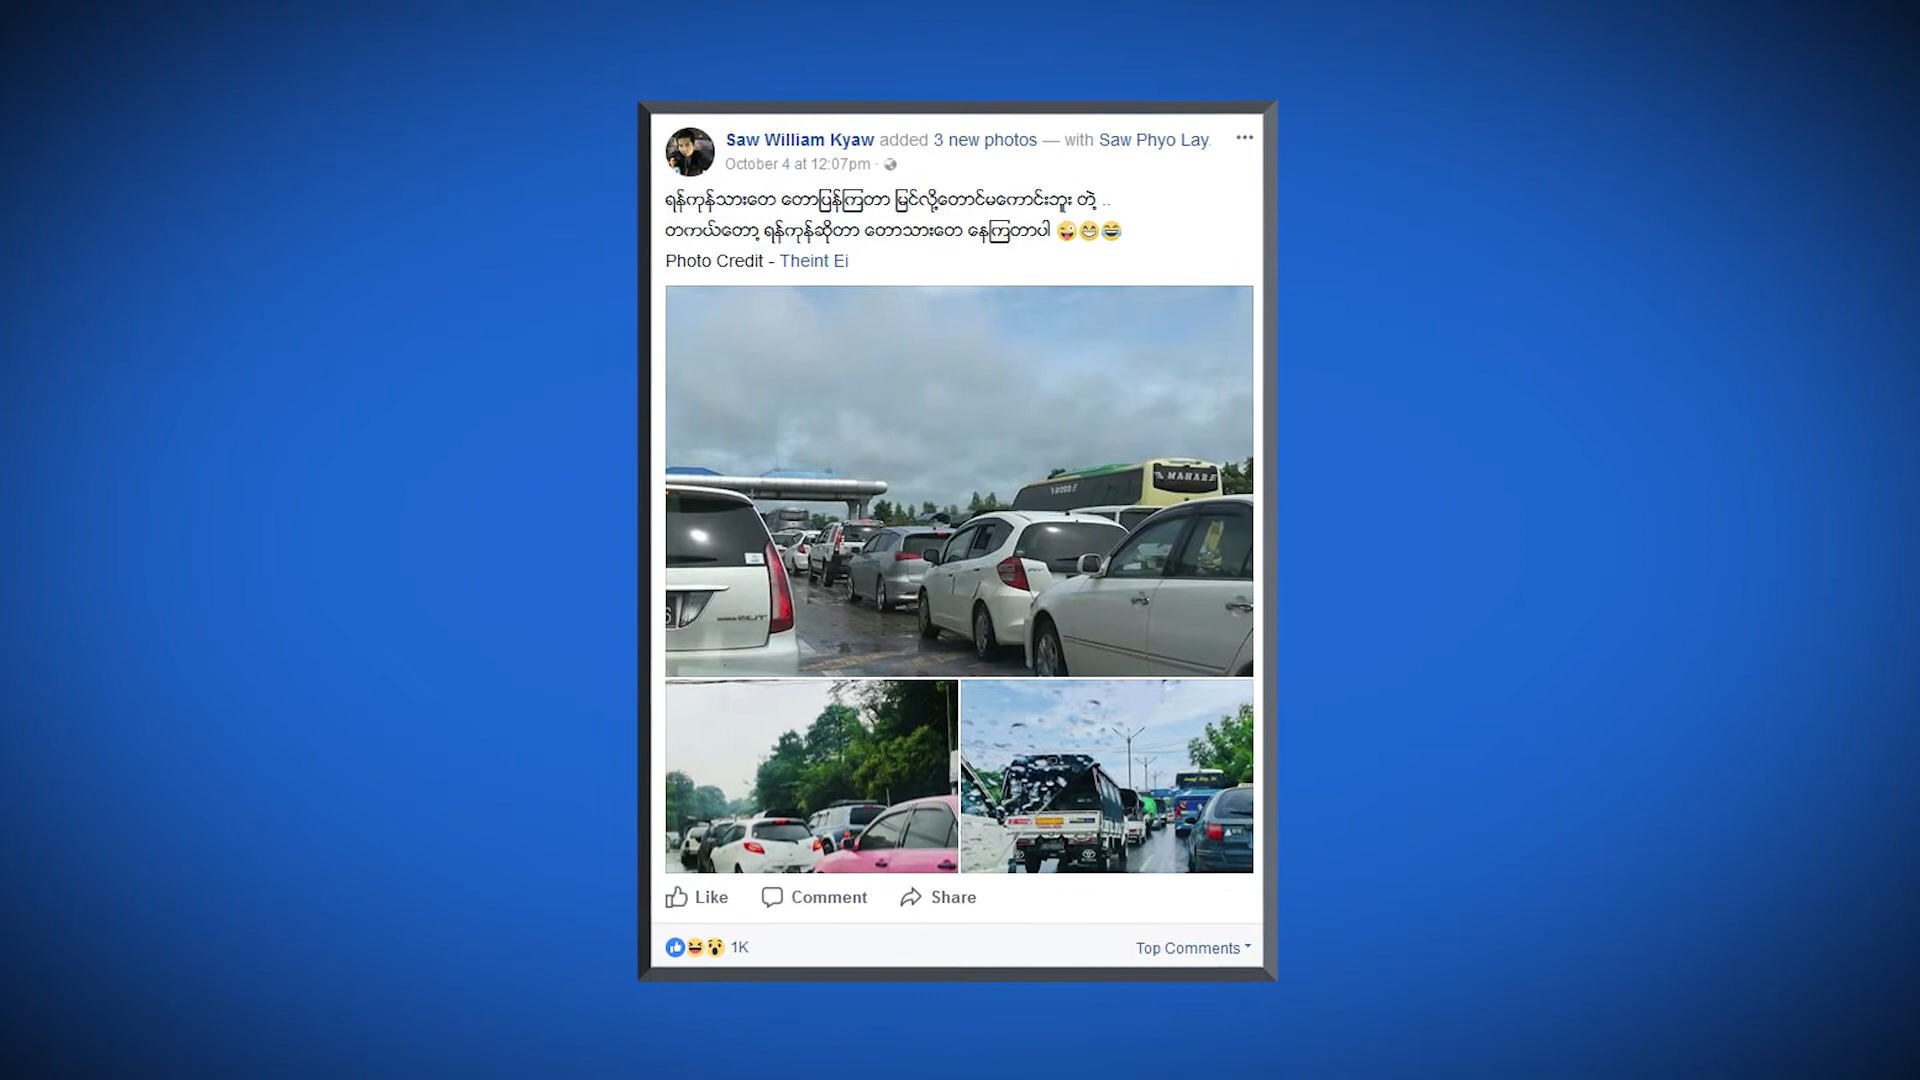 Saw William Kyaw added 3 new photos — with Saw Phyo Lay.
October 4 at 12:07pm ·
ရန်ကုန်သားတေ တောပြန်ကြတာ မြင်လို့တောင်မကောင်းဘူး တဲ့ ..
တကယ်တော့ ရန်ကုန်ဆိုတာ တောသားတေ နေကြတာပါ 😜😁😂
Photo Credit - Theint Ei
Like Comment Share
1K Top Comments